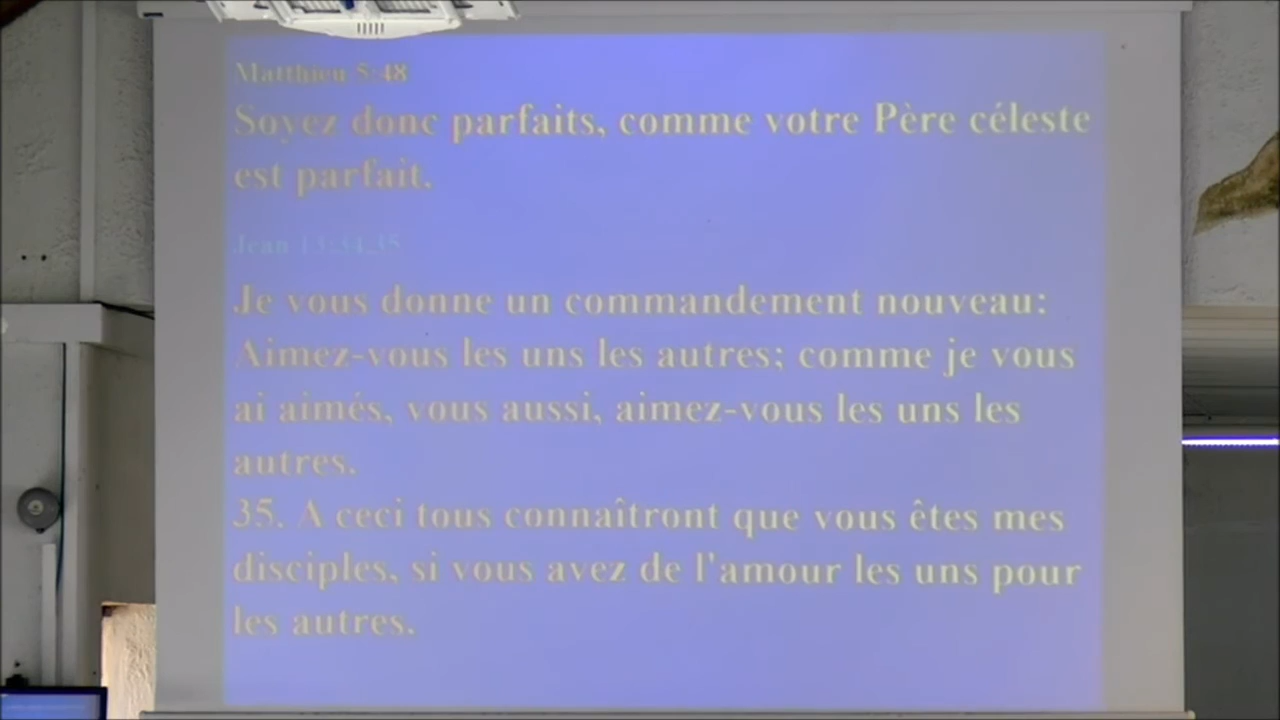 Matthieu 5:48
Soyez donc parfaits, comme votre Père céleste
est parfait.
Jean 13:34,35
Je vous donne un commandement nouveau:
Aimez-vous les uns les autres; comme je vous
ai aimés, vous aussi, aimez-vous les uns les
autres.
35. A ceci tous connaîtront que vous êtes mes
disciples, si vous avez de l'amour les uns pour
les autres.